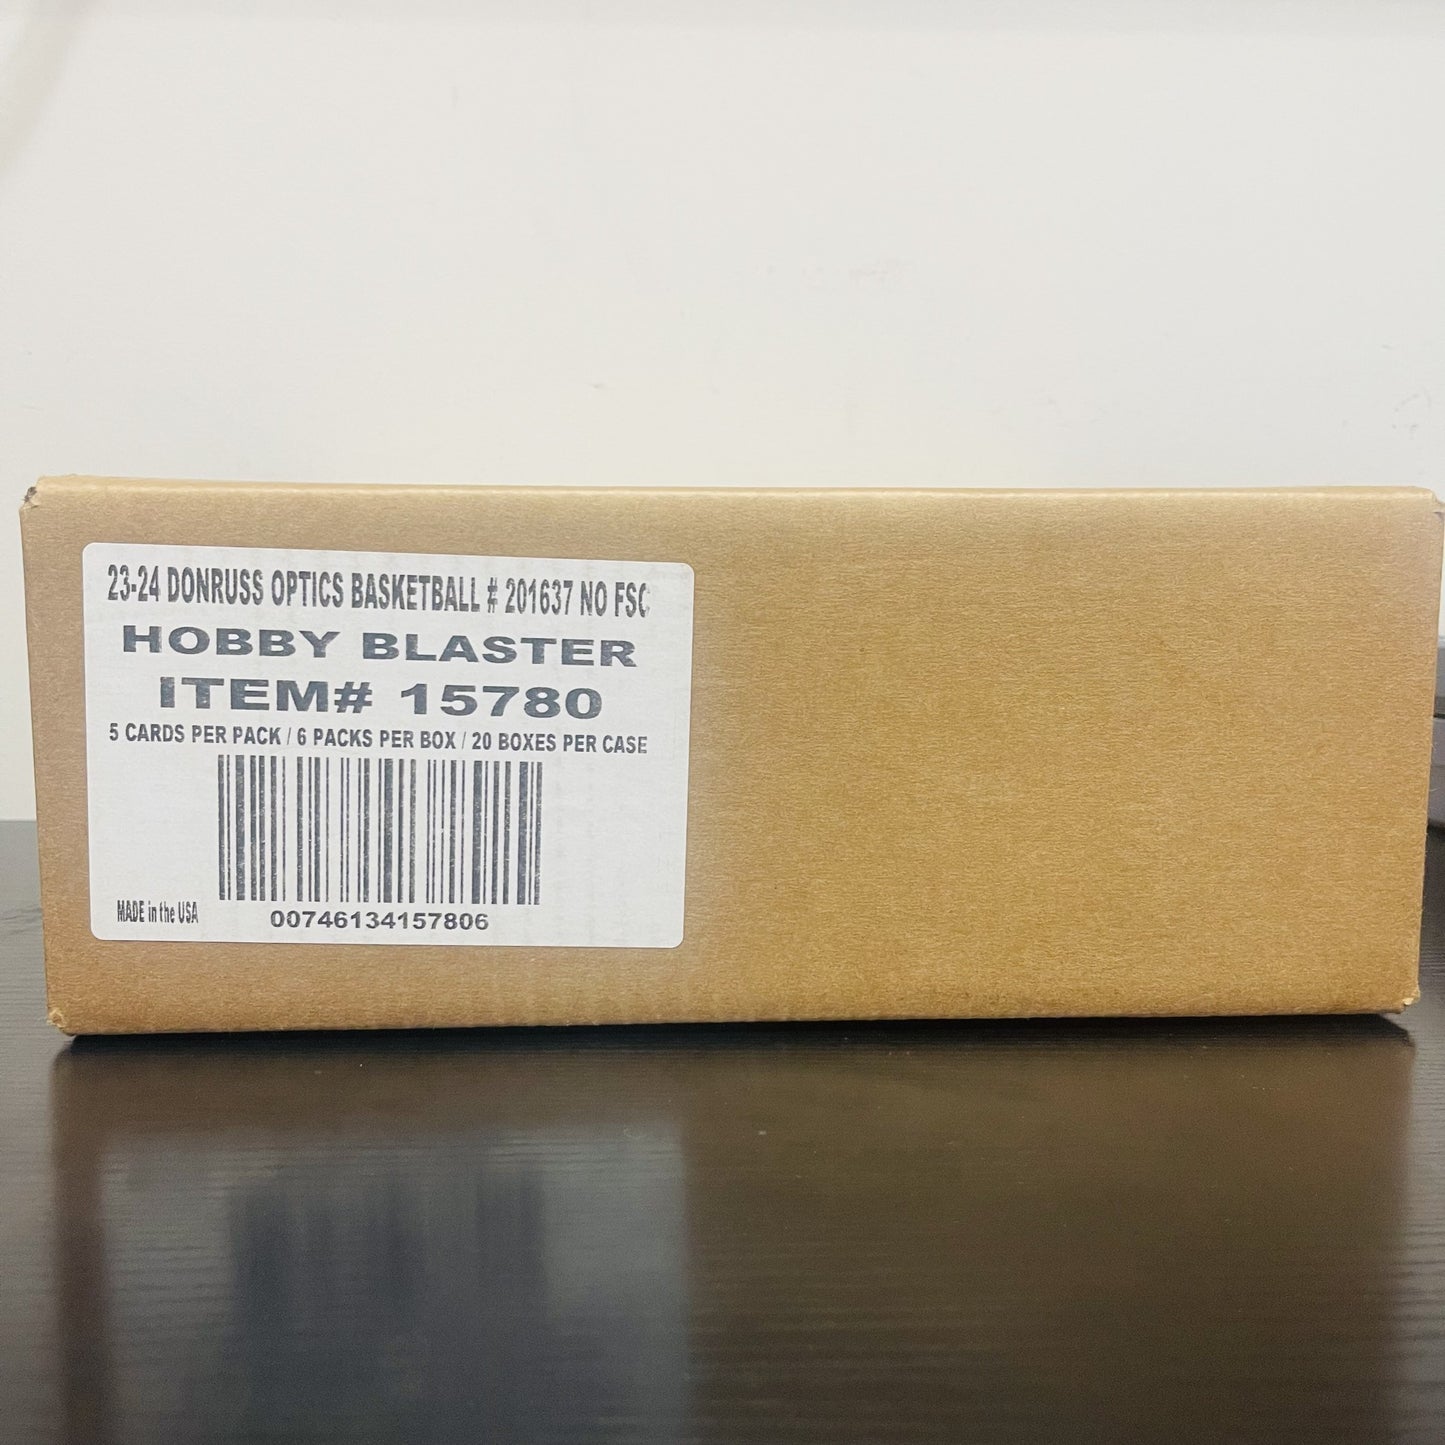 23-24 DONRUSS OPTICS BASKETBALL # 201637 NO FSC
HOBBY BLASTER
ITEM# 15780
5 CARDS PER PACK / 6 PACKS PER BOX / 20 BOXES PER CASE
MADE in the USA
00746134157806